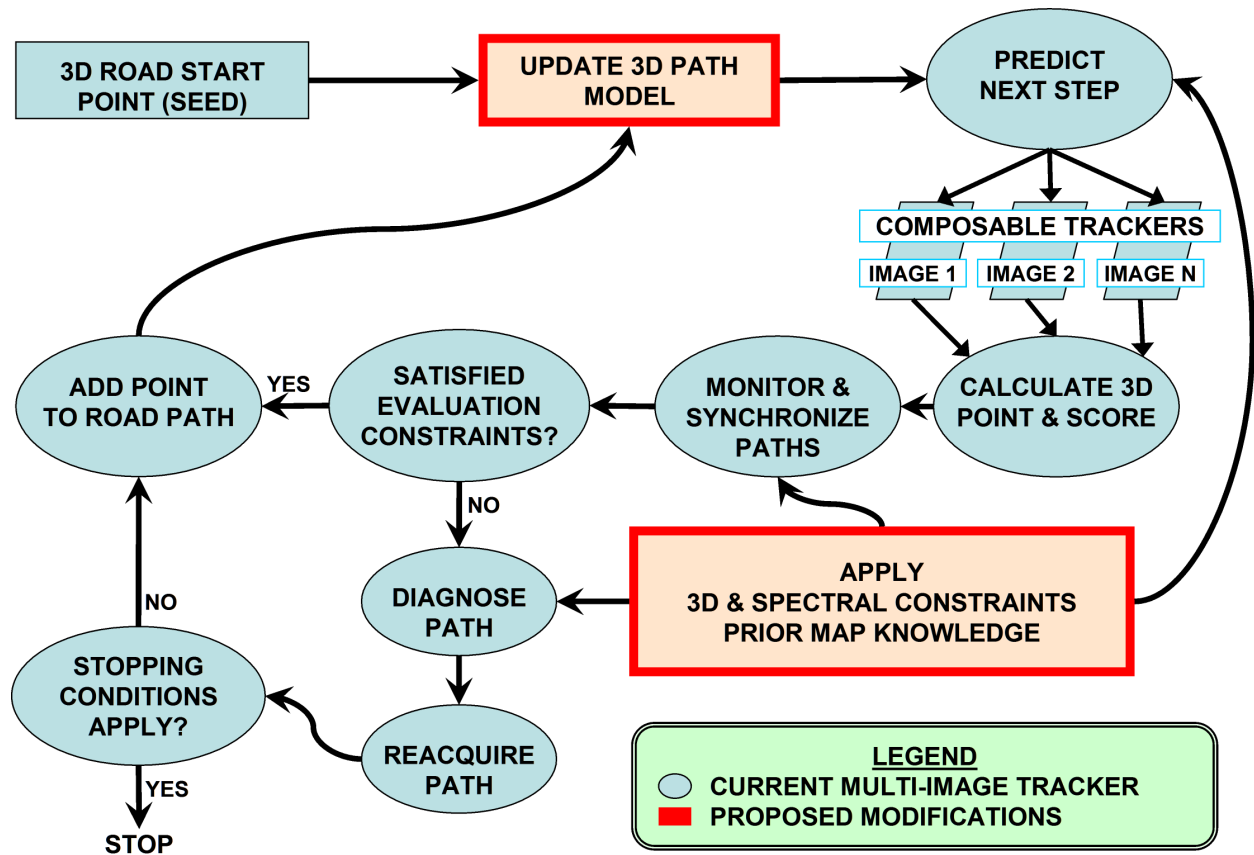 3D ROAD START
POINT (SEED)
UPDATE 3D PATH
MODEL
PREDICT
NEXT STEP
COMPOSABLE TRACKERS
IMAGE 1
IMAGE 2
IMAGE N
ADD POINT
TO ROAD PATH
YES
SATISFIED
EVALUATION
CONSTRAINTS?
MONITOR &
SYNCHRONIZE
PATHS
CALCULATE 3D
POINT & SCORE
NO
DIAGNOSE
PATH
APPLY
3D & SPECTRAL CONSTRAINTS
PRIOR MAP KNOWLEDGE
NO
STOPPING
CONDITIONS
APPLY?
REACQUIRE
PATH
YES
STOP
LEGEND
CURRENT MULTI-IMAGE TRACKER
PROPOSED MODIFICATIONS